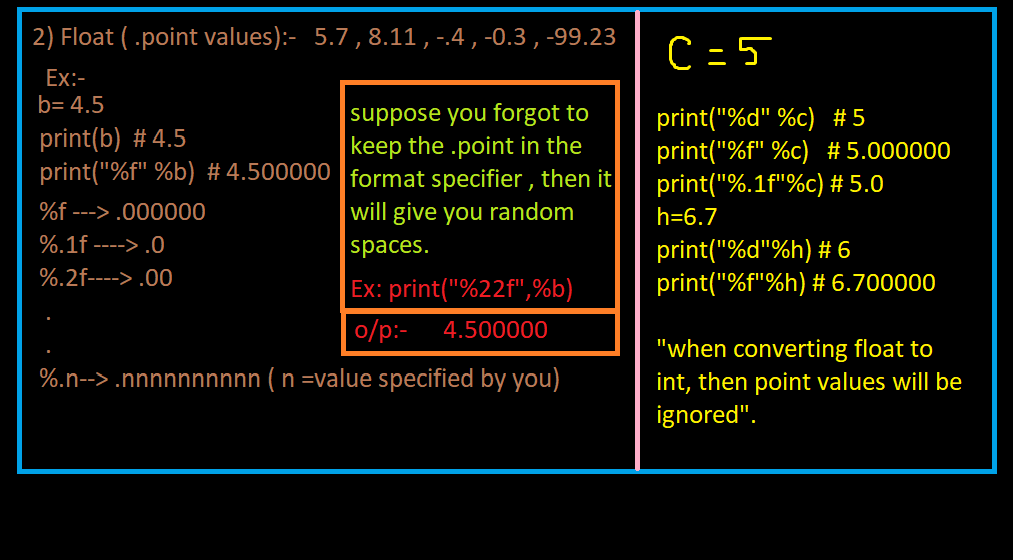 2) Float ( .point values):-   5.7 , 8.11 , -.4 , -0.3 , -99.23
Ex:-
b= 4.5
print(b)  # 4.5
print("%f" %b)  # 4.500000
%f ---> .000000
%.1f ----> .0
%.2f----> .00
.
.
%.n--> .nnnnnnnnnn ( n =value specified by you)
suppose you forgot to
keep the .point in the
format specifier , then it
will give you random
spaces.
Ex: print("%22f",%b)
o/p:-     4.500000
C = 5
print("%d" %c)   # 5
print("%f" %c)   # 5.000000
print("%.1f"%c) # 5.0
h=6.7
print("%d"%h) # 6
print("%f"%h) # 6.700000
"when converting float to
int, then point values will be
ignored".